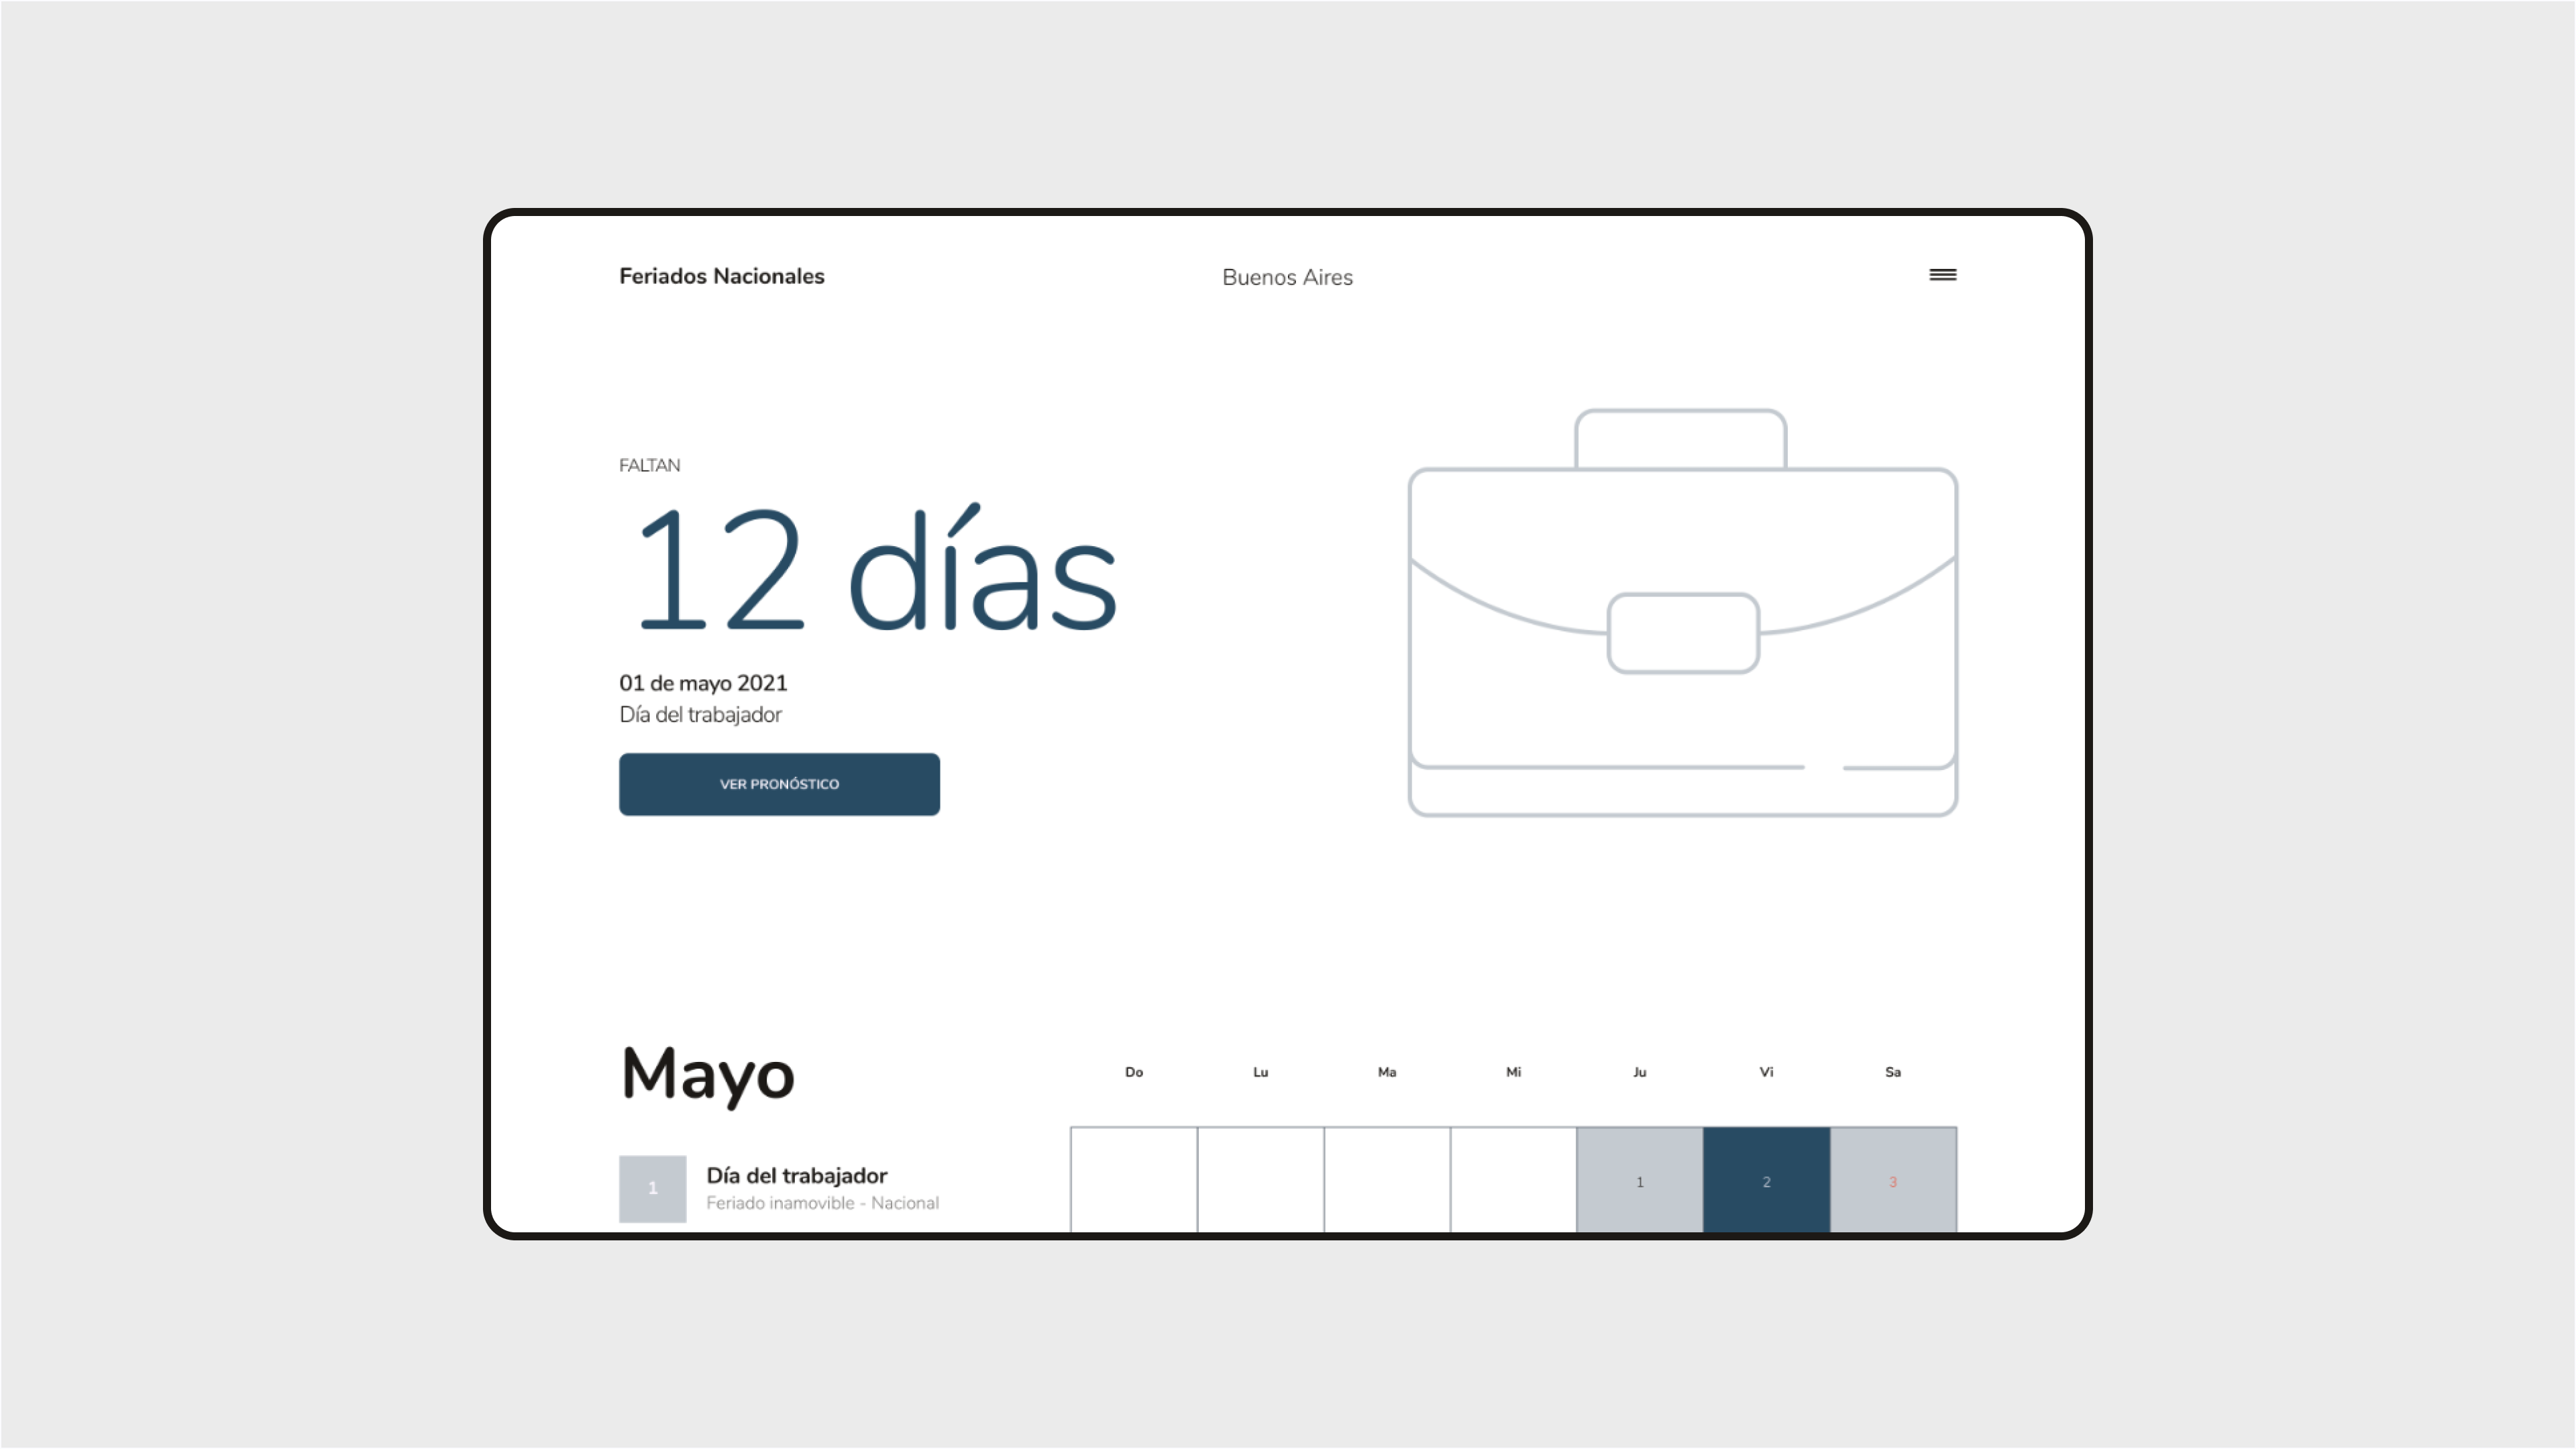 Feriados Nacionales
Buenos Aires
FALTAN
12 días
01 de mayo 2021
Día del trabajador
VER PRONÓSTICO
Mayo
Do Lu Ma Mi Ju Vi Sa
1 2 3
1
Día del trabajador
Feriado inamovible - Nacional